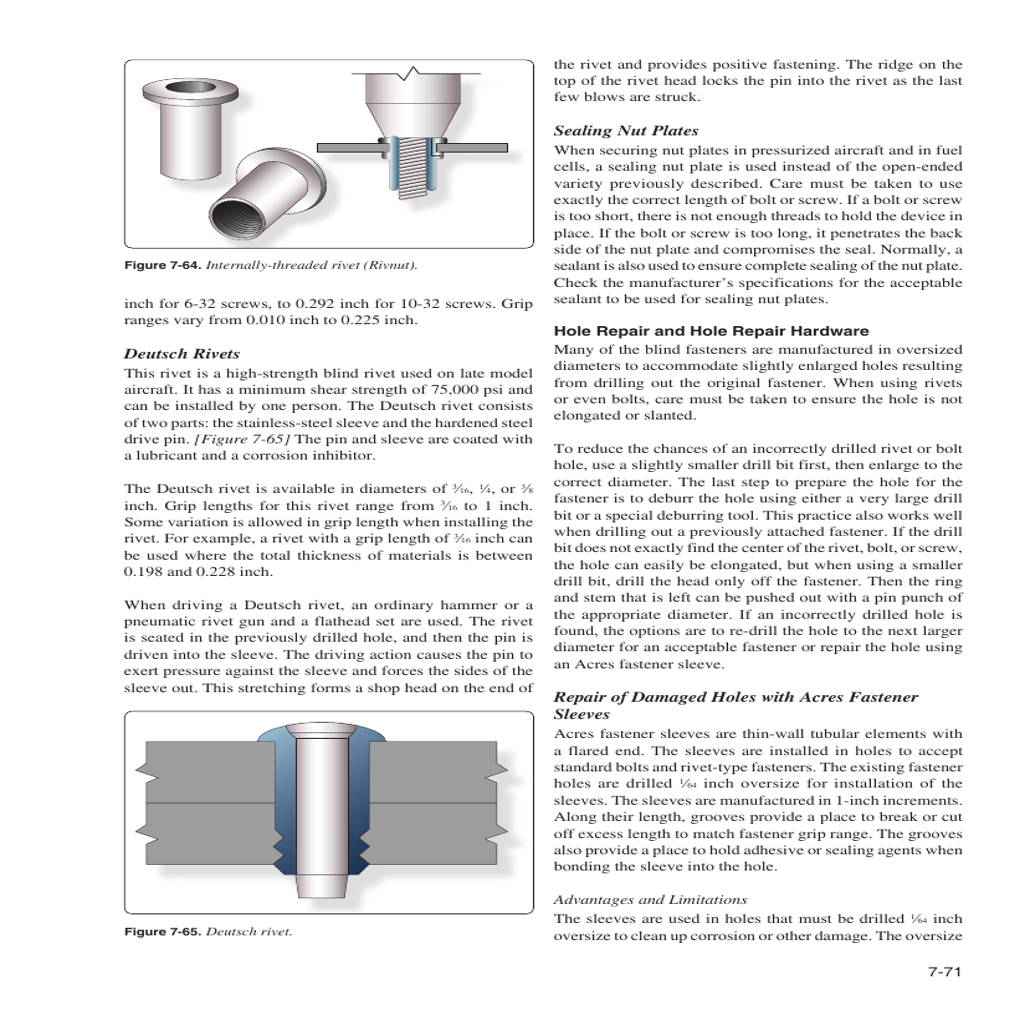 Figure 7-64. Internally-threaded rivet (Rivnut).
inch for 6-32 screws, to 0.292 inch for 10-32 screws. Grip
ranges vary from 0.010 inch to 0.225 inch.
Deutsch Rivets
This rivet is a high-strength blind rivet used on late model
aircraft. It has a minimum shear strength of 75,000 psi and
can be installed by one person. The Deutsch rivet consists
of two parts: the stainless-steel sleeve and the hardened steel
drive pin. [Figure 7-65] The pin and sleeve are coated with
a lubricant and a corrosion inhibitor.
The Deutsch rivet is available in diameters of 3⁄16, 1⁄4, or 3⁄8
inch. Grip lengths for this rivet range from 3⁄16 to 1 inch.
Some variation is allowed in grip length when installing the
rivet. For example, a rivet with a grip length of 3⁄16 inch can
be used where the total thickness of materials is between
0.198 and 0.228 inch.
When driving a Deutsch rivet, an ordinary hammer or a
pneumatic rivet gun and a flathead set are used. The rivet
is seated in the previously drilled hole, and then the pin is
driven into the sleeve. The driving action causes the pin to
exert pressure against the sleeve and forces the sides of the
sleeve out. This stretching forms a shop head on the end of
Figure 7-65. Deutsch rivet.
the rivet and provides positive fastening. The ridge on the
top of the rivet head locks the pin into the rivet as the last
few blows are struck.
Sealing Nut Plates
When securing nut plates in pressurized aircraft and in fuel
cells, a sealing nut plate is used instead of the open-ended
variety previously described. Care must be taken to use
exactly the correct length of bolt or screw. If a bolt or screw
is too short, there is not enough threads to hold the device in
place. If the bolt or screw is too long, it penetrates the back
side of the nut plate and compromises the seal. Normally, a
sealant is also used to ensure complete sealing of the nut plate.
Check the manufacturer's specifications for the acceptable
sealant to be used for sealing nut plates.
Hole Repair and Hole Repair Hardware
Many of the blind fasteners are manufactured in oversized
diameters to accommodate slightly enlarged holes resulting
from drilling out the original fastener. When using rivets
or even bolts, care must be taken to ensure the hole is not
elongated or slanted.
To reduce the chances of an incorrectly drilled rivet or bolt
hole, use a slightly smaller drill bit first, then enlarge to the
correct diameter. The last step to prepare the hole for the
fastener is to deburr the hole using either a very large drill
bit or a special deburring tool. This practice also works well
when drilling out a previously attached fastener. If the drill
bit does not exactly find the center of the rivet, bolt, or screw,
the hole can easily be elongated, but when using a smaller
drill bit, drill the head only off the fastener. Then the ring
and stem that is left can be pushed out with a pin punch of
the appropriate diameter. If an incorrectly drilled hole is
found, the options are to re-drill the hole to the next larger
diameter for an acceptable fastener or repair the hole using
an Acres fastener sleeve.
Repair of Damaged Holes with Acres Fastener
Sleeves
Acres fastener sleeves are thin-wall tubular elements with
a flared end. The sleeves are installed in holes to accept
standard bolts and rivet-type fasteners. The existing fastener
holes are drilled 1⁄64 inch oversize for installation of the
sleeves. The sleeves are manufactured in 1-inch increments.
Along their length, grooves provide a place to break or cut
off excess length to match fastener grip range. The grooves
also provide a place to hold adhesive or sealing agents when
bonding the sleeve into the hole.
Advantages and Limitations
The sleeves are used in holes that must be drilled 1⁄64 inch
oversize to clean up corrosion or other damage. The oversize
7-71